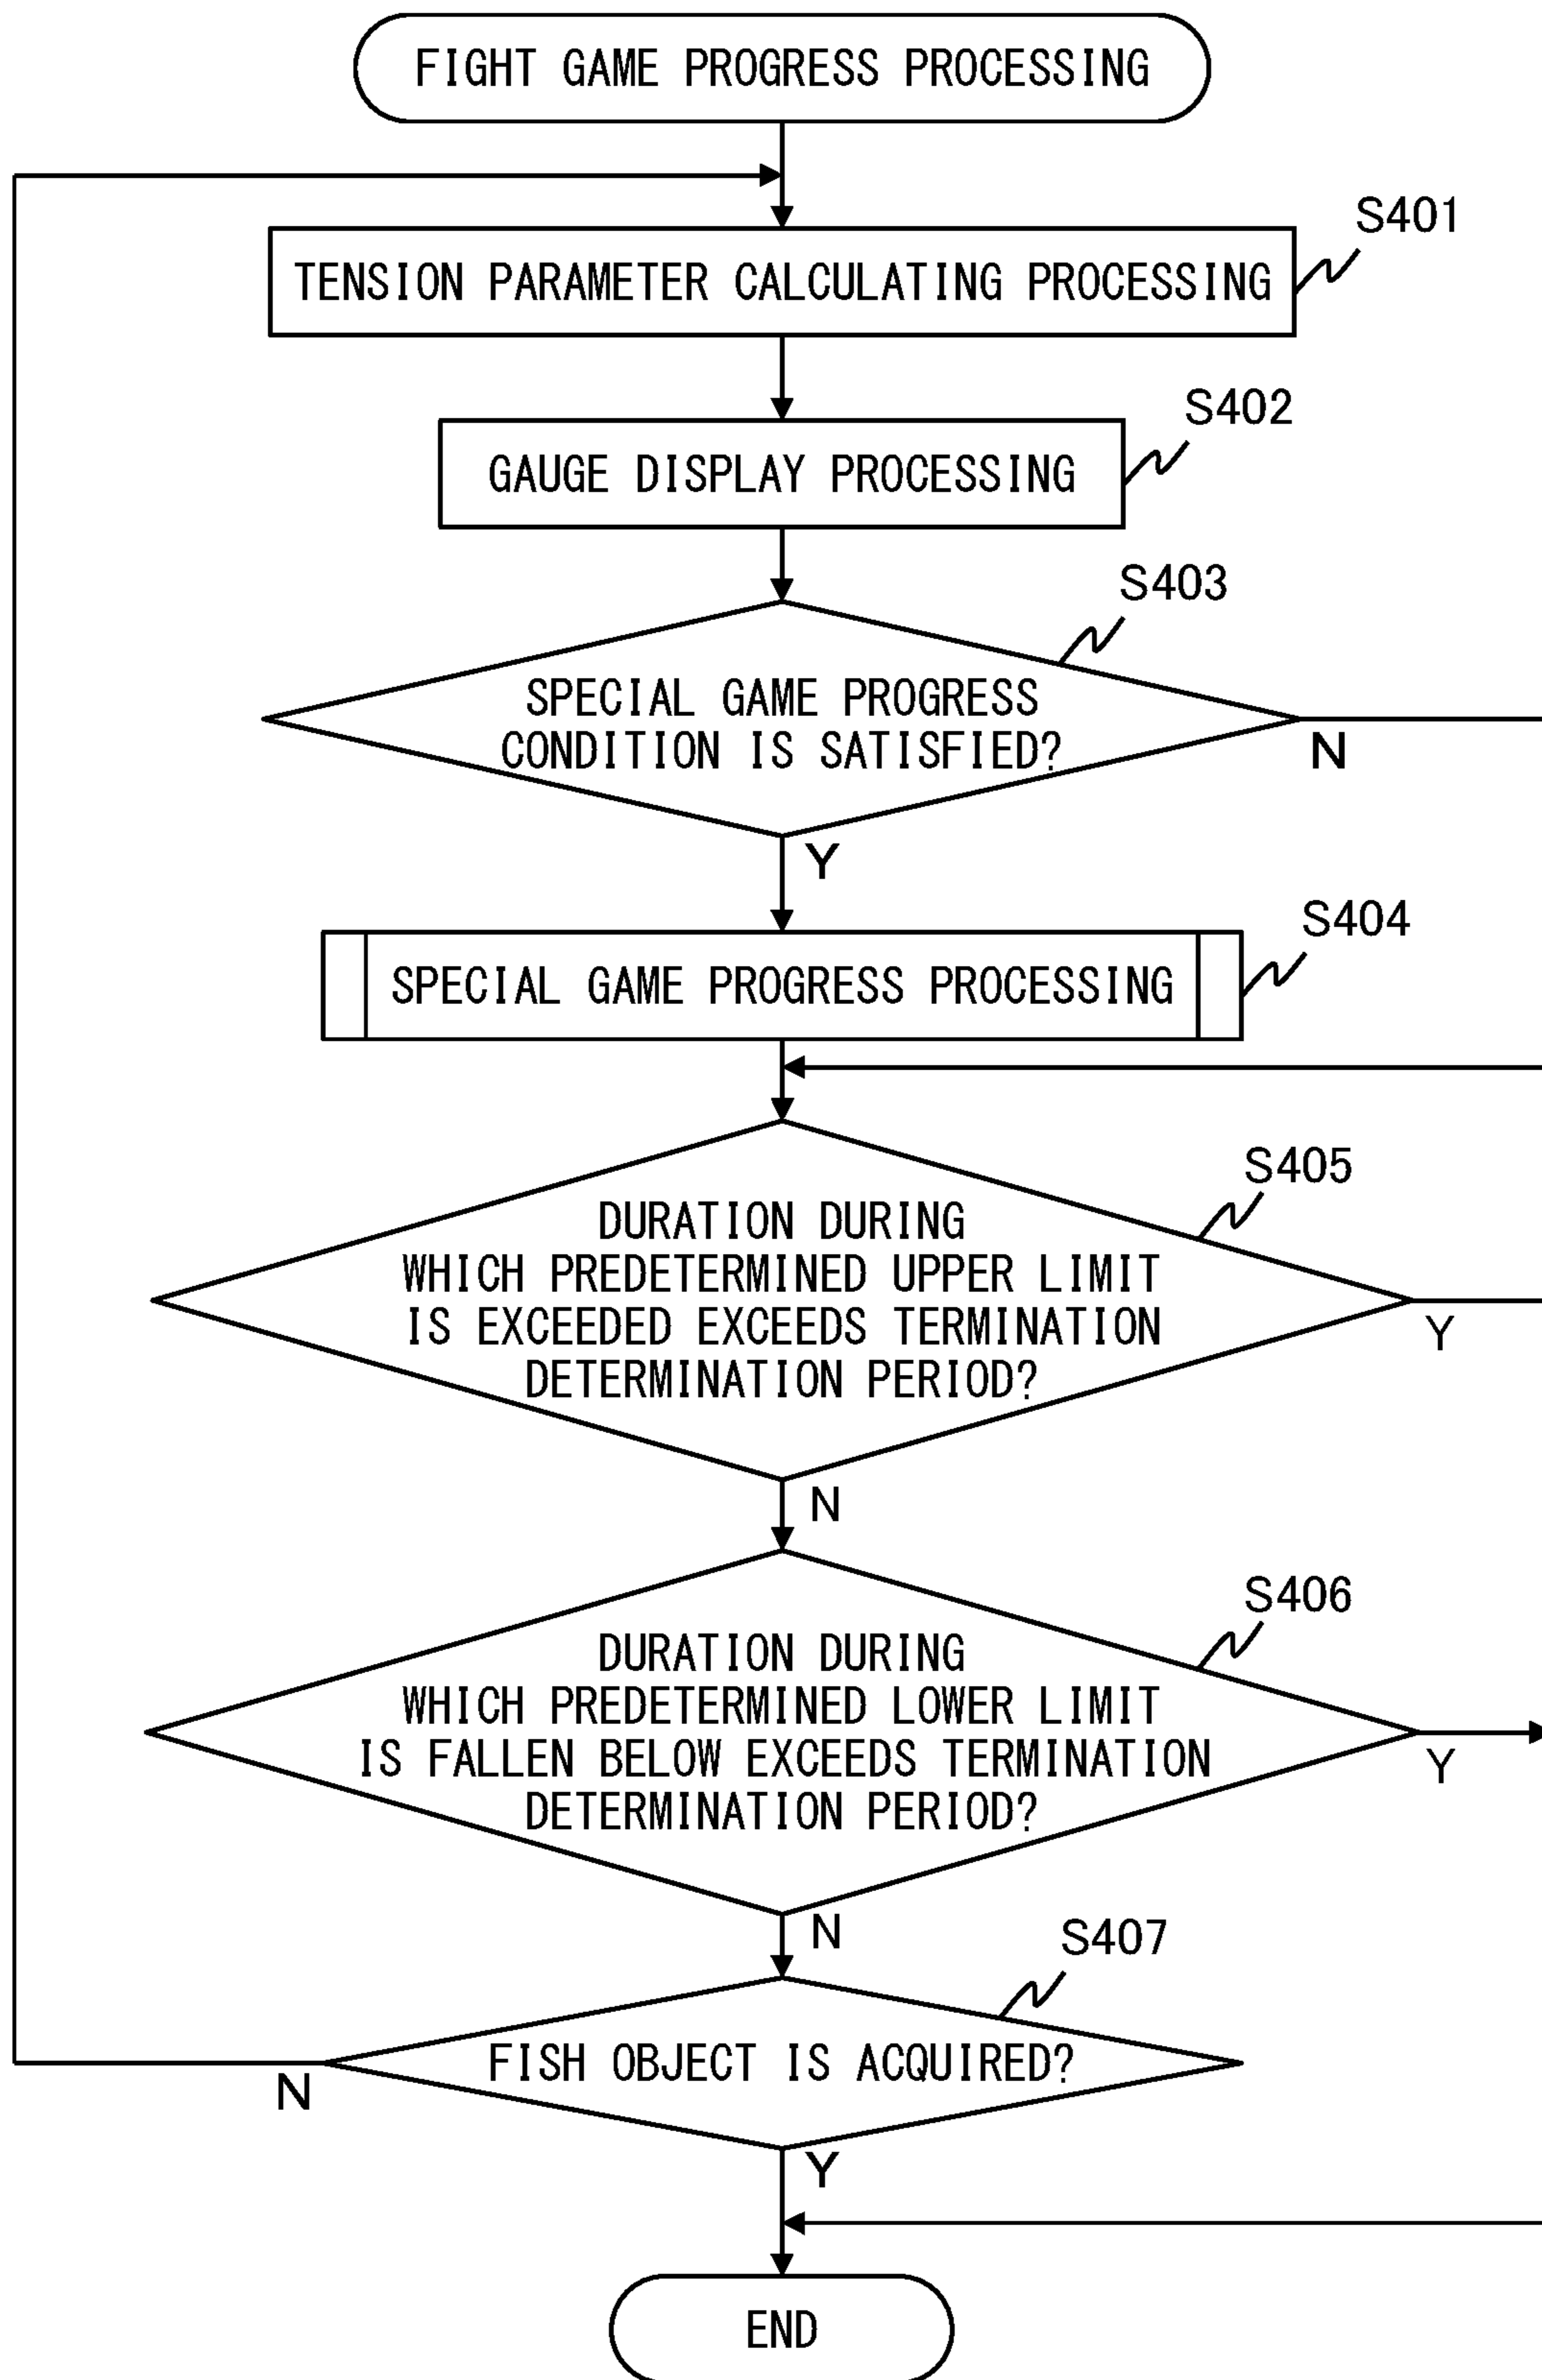 FIGHT GAME PROGRESS PROCESSING
S401
TENSION PARAMETER CALCULATING PROCESSING
S402
GAUGE DISPLAY PROCESSING
S403
SPECIAL GAME PROGRESS
CONDITION IS SATISFIED?
N
Y
S404
SPECIAL GAME PROGRESS PROCESSING
S405
DURATION DURING
WHICH PREDETERMINED UPPER LIMIT
IS EXCEEDED EXCEEDS TERMINATION
DETERMINATION PERIOD?
Y
N
S406
DURATION DURING
WHICH PREDETERMINED LOWER LIMIT
IS FALLEN BELOW EXCEEDS TERMINATION
DETERMINATION PERIOD?
Y
N
S407
FISH OBJECT IS ACQUIRED?
N
Y
END